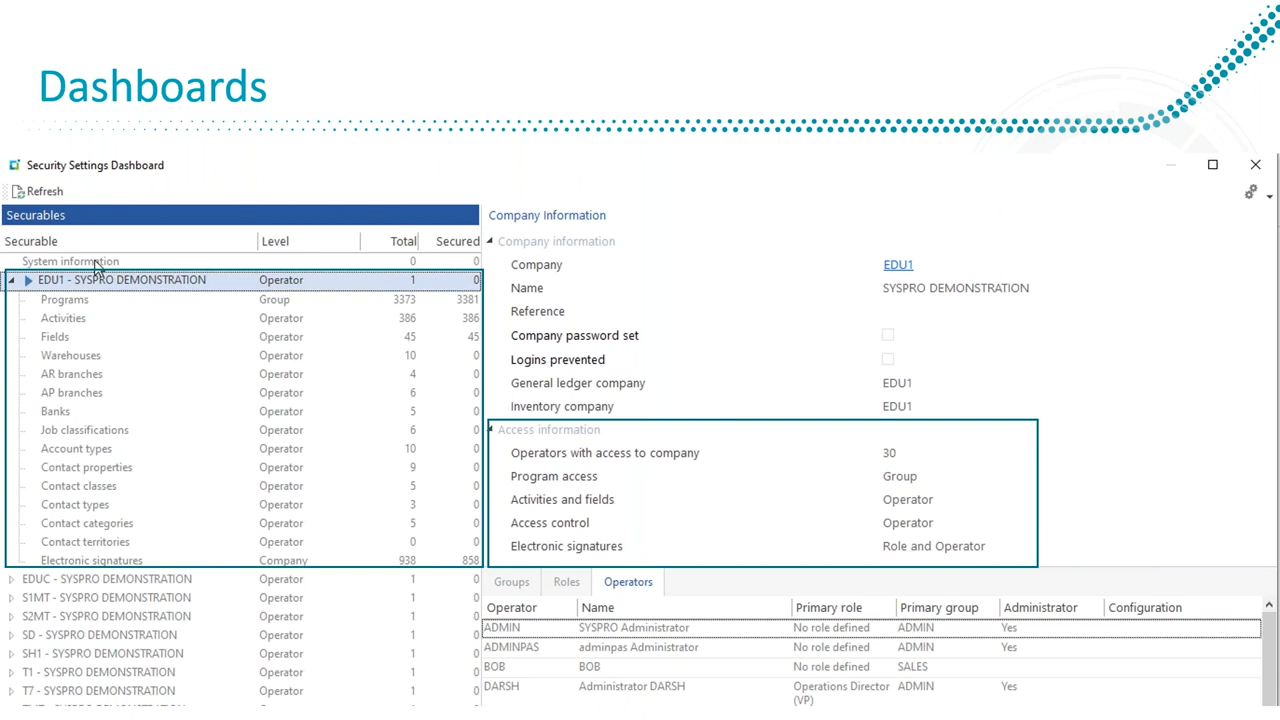 Dashboards
Security Settings Dashboard
Refresh
Securables
Securable Level Total Secured
System information 0 0
EDU1 - SYSPRO DEMONSTRATION Operator 1 0
Programs Group 3373 3381
Activities Operator 386 386
Fields Operator 45 45
Warehouses Operator 10 0
AR branches Operator 4 0
AP branches Operator 6 0
Banks Operator 5 0
Job classifications Operator 6 0
Account types Operator 10 0
Contact properties Operator 9 0
Contact classes Operator 5 0
Contact types Operator 3 0
Contact categories Operator 5 0
Contact territories Operator 0 0
Electronic signatures Company 938 858
EDUC - SYSPRO DEMONSTRATION Operator 1 0
S1MT - SYSPRO DEMONSTRATION Operator 1 0
S2MT - SYSPRO DEMONSTRATION Operator 1 0
SD - SYSPRO DEMONSTRATION Operator 1 0
SH1 - SYSPRO DEMONSTRATION Operator 1 0
T1 - SYSPRO DEMONSTRATION Operator 1 0
T7 - SYSPRO DEMONSTRATION Operator 1 0
Company Information
Company information
Company EDU1
Name SYSPRO DEMONSTRATION
Reference
Company password set
Logins prevented
General ledger company EDU1
Inventory company EDU1
Access information
Operators with access to company 30
Program access Group
Activities and fields Operator
Access control Operator
Electronic signatures Role and Operator
Groups Roles Operators
Operator Name Primary role Primary group Administrator Configuration
ADMIN SYSPRO Administrator No role defined ADMIN Yes
ADMINPAS adminpas Administrator No role defined ADMIN Yes
BOB BOB No role defined SALES
DARSH Administrator DARSH Operations Director ADMIN Yes
(VP)